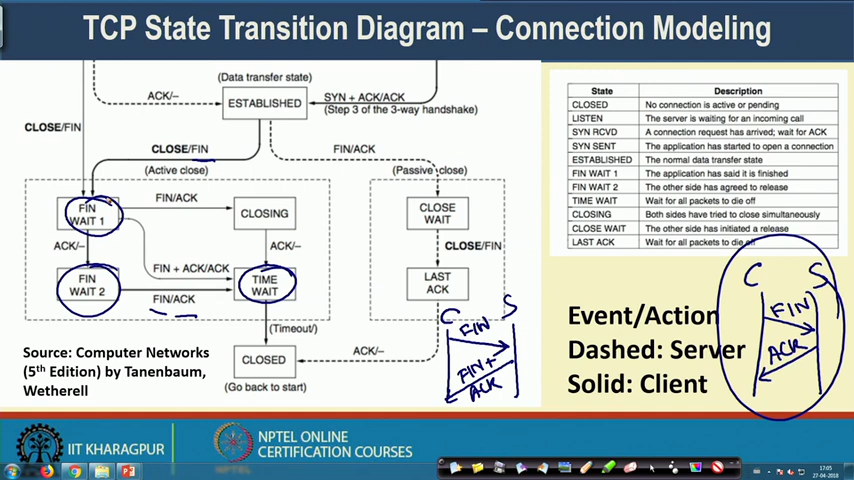 TCP State Transition Diagram – Connection Modeling
(Data transfer state)
ACK/–
ESTABLISHED
SYN + ACK/ACK
(Step 3 of the 3-way handshake)
CLOSE/FIN
CLOSE/FIN
FIN/ACK
(Active close)
(Passive close)
FIN
WAIT 1
FIN/ACK
CLOSING
CLOSE
WAIT
ACK/–
ACK/–
CLOSE/FIN
FIN + ACK/ACK
FIN
WAIT 2
TIME
WAIT
LAST
ACK
FIN/ACK
(Timeout/)
CLOSED
ACK/–
(Go back to start)
Source: Computer Networks
(5th Edition) by Tanenbaum,
Wetherell
C S
FIN
FIN+
ACK
State Description
CLOSED No connection is active or pending
LISTEN The server is waiting for an incoming call
SYN RCVD A connection request has arrived; wait for ACK
SYN SENT The application has started to open a connection
ESTABLISHED The normal data transfer state
FIN WAIT 1 The application has said it is finished
FIN WAIT 2 The other side has agreed to release
TIME WAIT Wait for all packets to die off
CLOSING Both sides have tried to close simultaneously
CLOSE WAIT The other side has initiated a release
LAST ACK Wait for all packets to die off
Event/Action
Dashed: Server
Solid: Client
C S
FIN
ACK
IIT KHARAGPUR
NPTEL ONLINE
CERTIFICATION COURSES
NPTEL
17:05
27-04-2018